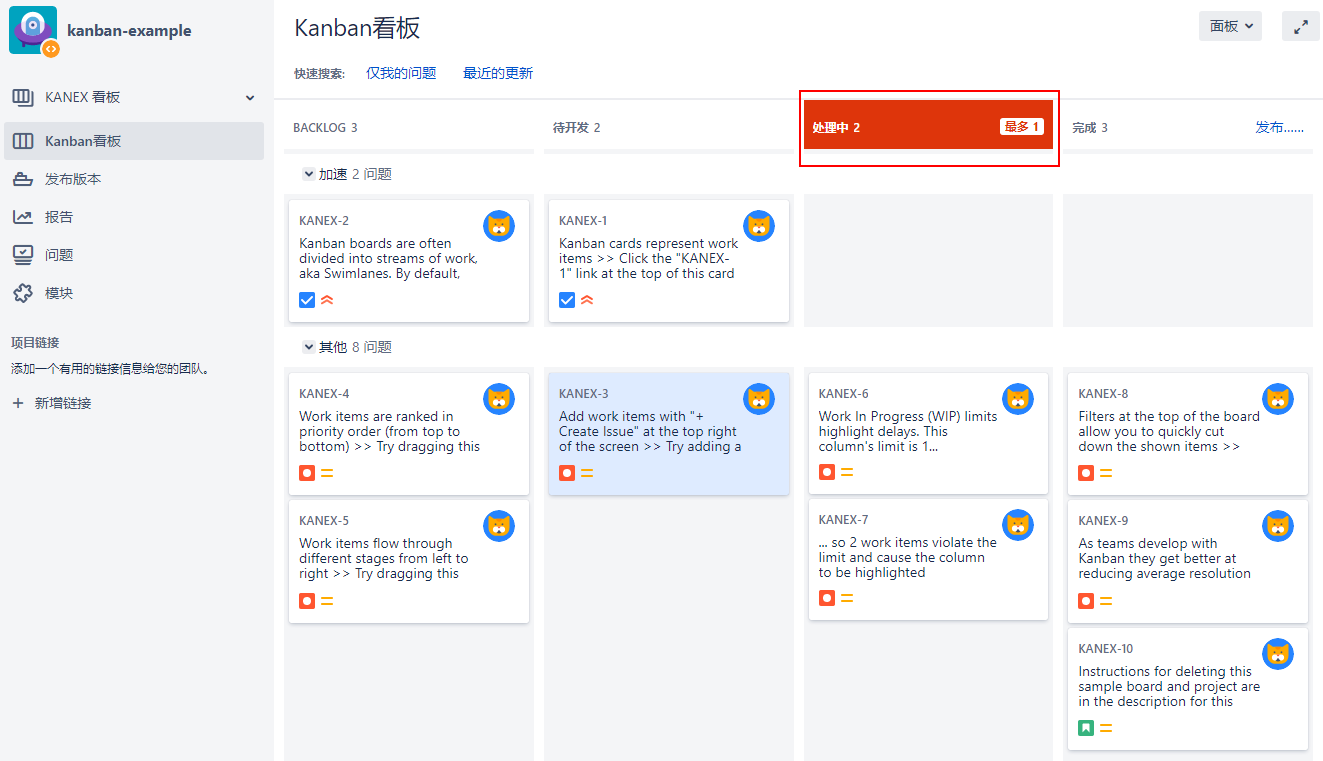 kanban-example
KANEX 看板
Kanban看板
发布版本
报告
问题
模块
项目链接
添加一个有用的链接信息给您的团队。
+ 新增链接
Kanban看板
面板
快速搜索: 仅我的问题 最近的更新
BACKLOG 3
待开发 2
处理中 2 最多 1
完成 3 发布......
加速 2 问题
KANEX-2
Kanban boards are often
divided into streams of work,
aka Swimlanes. By default,
KANEX-1
Kanban cards represent work
items >> Click the "KANEX-
1" link at the top of this card
其他 8 问题
KANEX-4
Work items are ranked in
priority order (from top to
bottom) >> Try dragging this
KANEX-5
Work items flow through
different stages from left to
right >> Try dragging this
KANEX-3
Add work items with "+
Create Issue" at the top right
of the screen >> Try adding a
KANEX-6
Work In Progress (WIP) limits
highlight delays. This
column's limit is 1...
KANEX-7
... so 2 work items violate the
limit and cause the column
to be highlighted
KANEX-8
Filters at the top of the board
allow you to quickly cut
down the shown items >>
KANEX-9
As teams develop with
Kanban they get better at
reducing average resolution
KANEX-10
Instructions for deleting this
sample board and project are
in the description for this